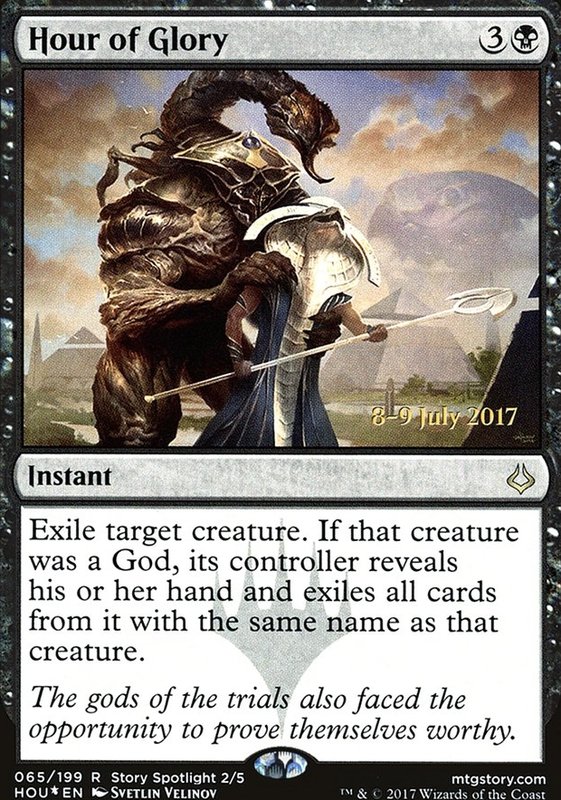 Hour of Glory 3
8–9 July 2017
Instant
Exile target creature. If that creature
was a God, its controller reveals
his or her hand and exiles all cards
from it with the same name as that
creature.
The gods of the trials also faced the
opportunity to prove themselves worthy.
065/199 R Story Spotlight 2/5 mtgstory.com
HOU★EN Svetlin Velinov ™ & © 2017 Wizards of the Coast